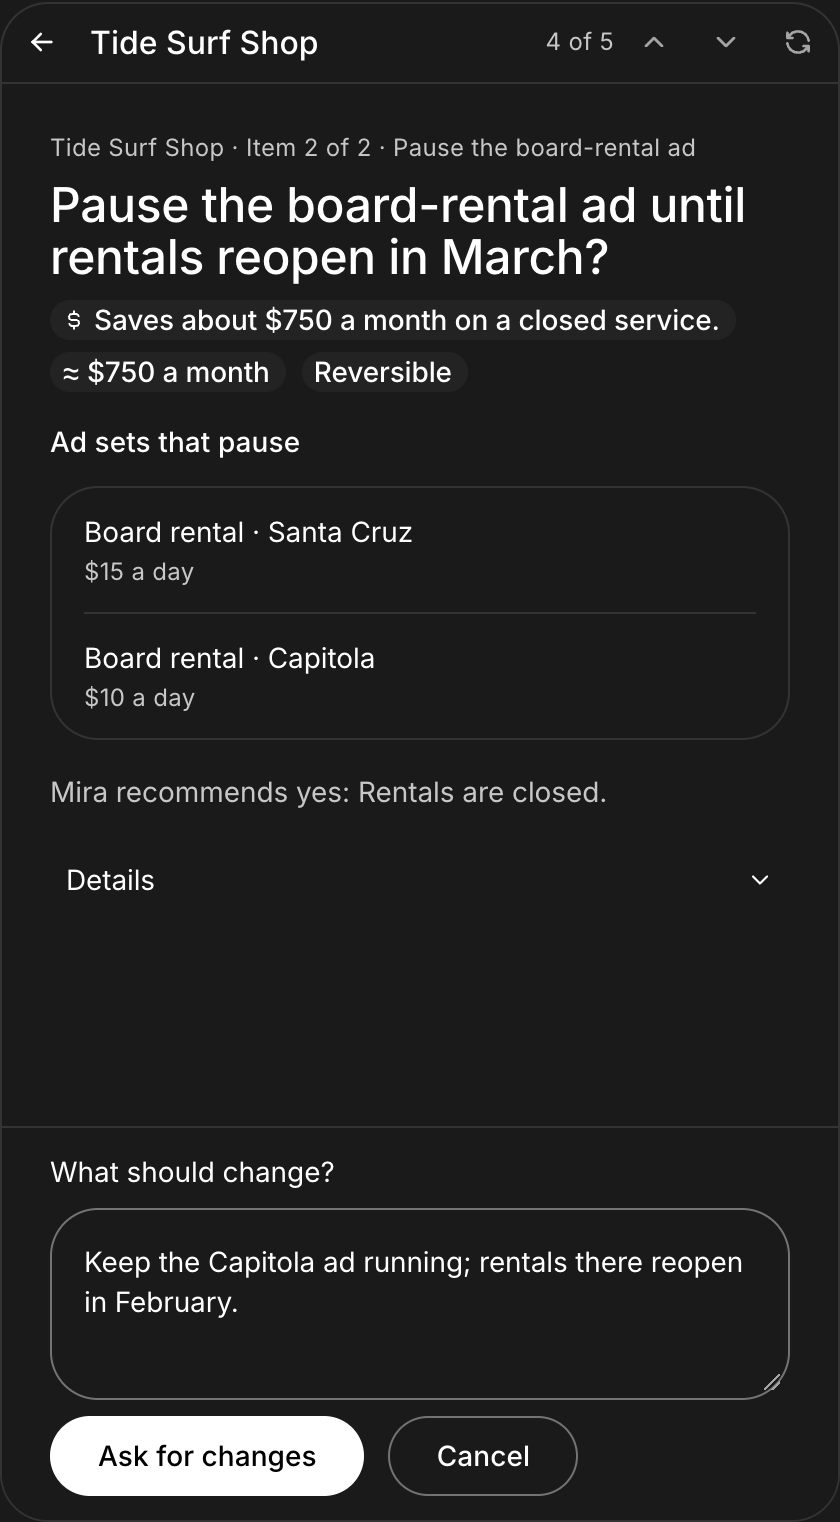 Tide Surf Shop
4 of 5
Tide Surf Shop · Item 2 of 2 · Pause the board-rental ad
Pause the board-rental ad until
rentals reopen in March?
$ Saves about $750 a month on a closed service.
≈ $750 a month
Reversible
Ad sets that pause
Board rental · Santa Cruz
$15 a day
Board rental · Capitola
$10 a day
Mira recommends yes: Rentals are closed.
Details
What should change?
Keep the Capitola ad running; rentals there reopen
in February.
Ask for changes
Cancel